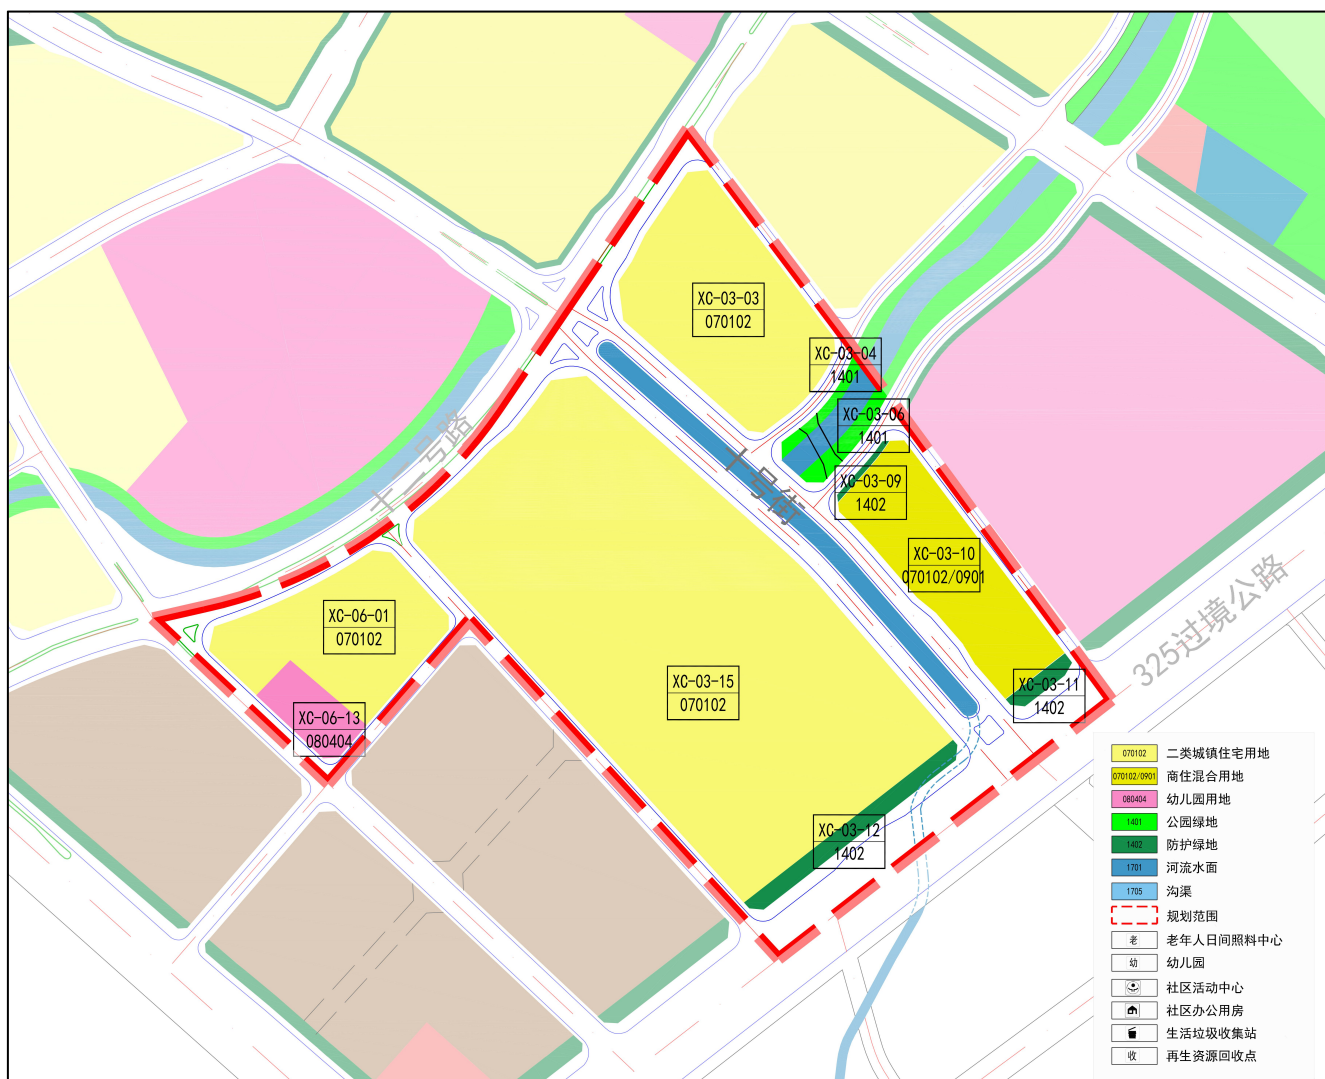 XC-03-03
070102
XC-03-04
1401
XC-03-06
1401
XC-03-09
1402
XC-03-10
070102/0901
XC-06-01
070102
XC-03-15
070102
XC-03-11
1402
XC-06-13
080404
XC-03-12
1402
十二号路
十号街
325过境公路
070102 二类城镇住宅用地
070102/0901 商住混合用地
080404 幼儿园用地
1401 公园绿地
1402 防护绿地
1701 河流水面
1705 沟渠
规划范围
老 老年人日间照料中心
幼 幼儿园
社区活动中心
社区办公用房
生活垃圾收集站
收 再生资源回收点